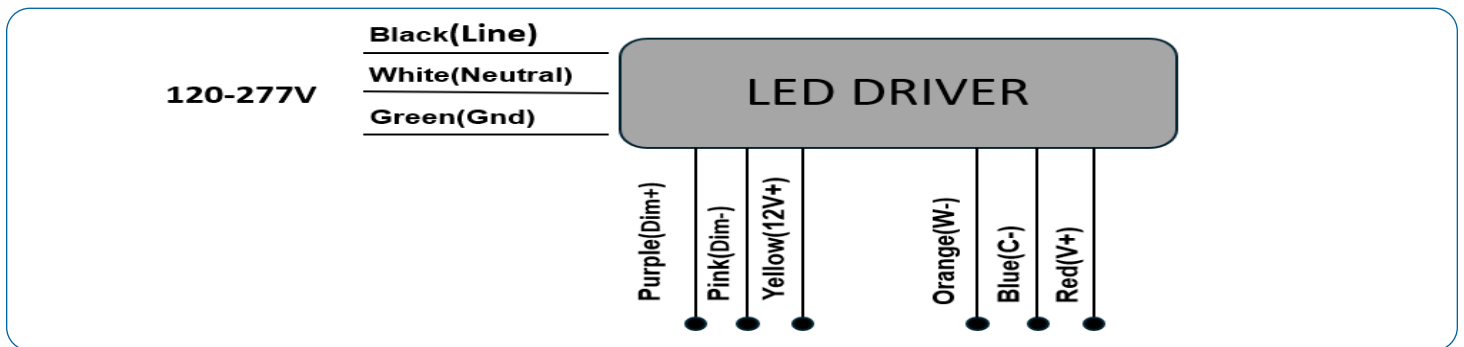 Black(Line)
White(Neutral)
120-277V
Green(Gnd)
LED DRIVER
Purple(Dim+)
Pink(Dim-)
Yellow(12V+)
Orange(W-)
Blue(C-)
Red(V+)